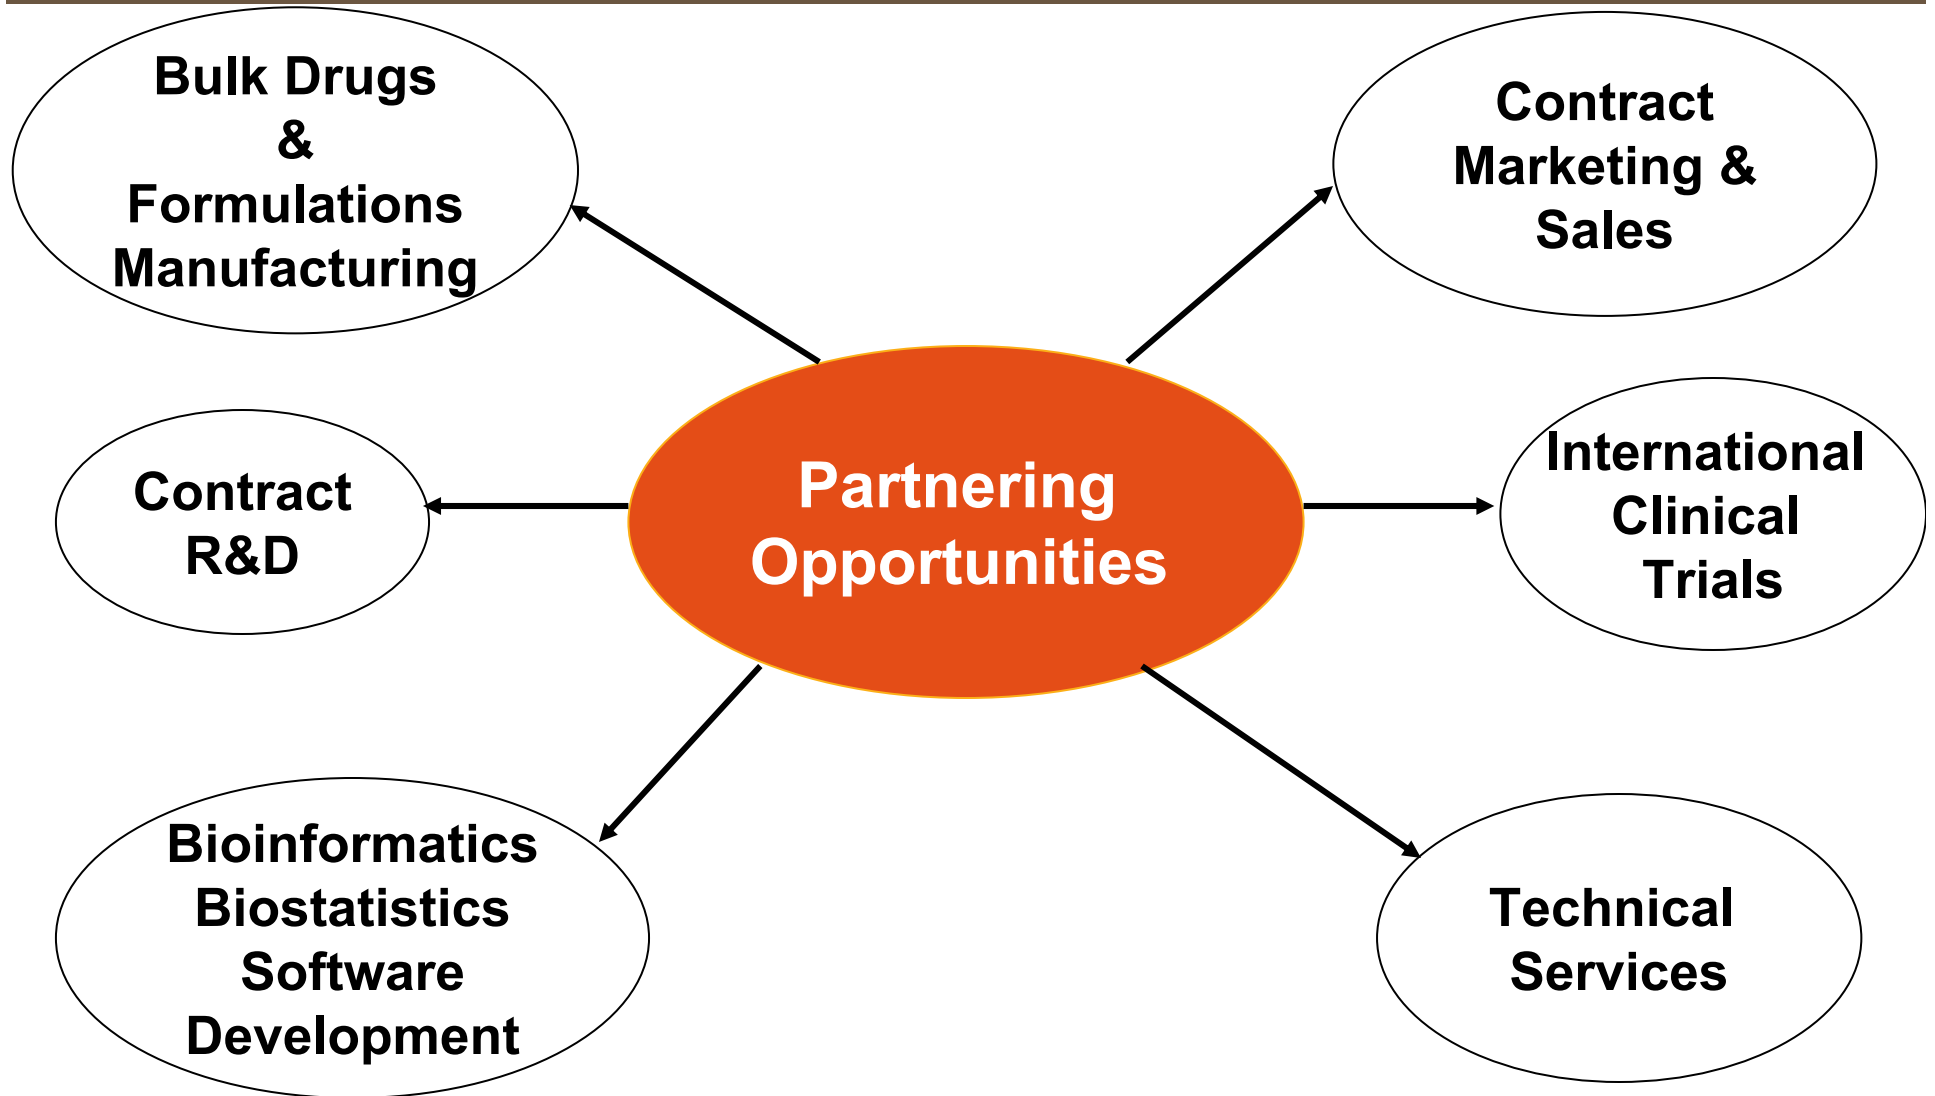 Bulk Drugs
&
Formulations
Manufacturing
Contract
Marketing &
Sales
Partnering
Opportunities
Contract
R&D
International
Clinical
Trials
Bioinformatics
Biostatistics
Software
Development
Technical
Services